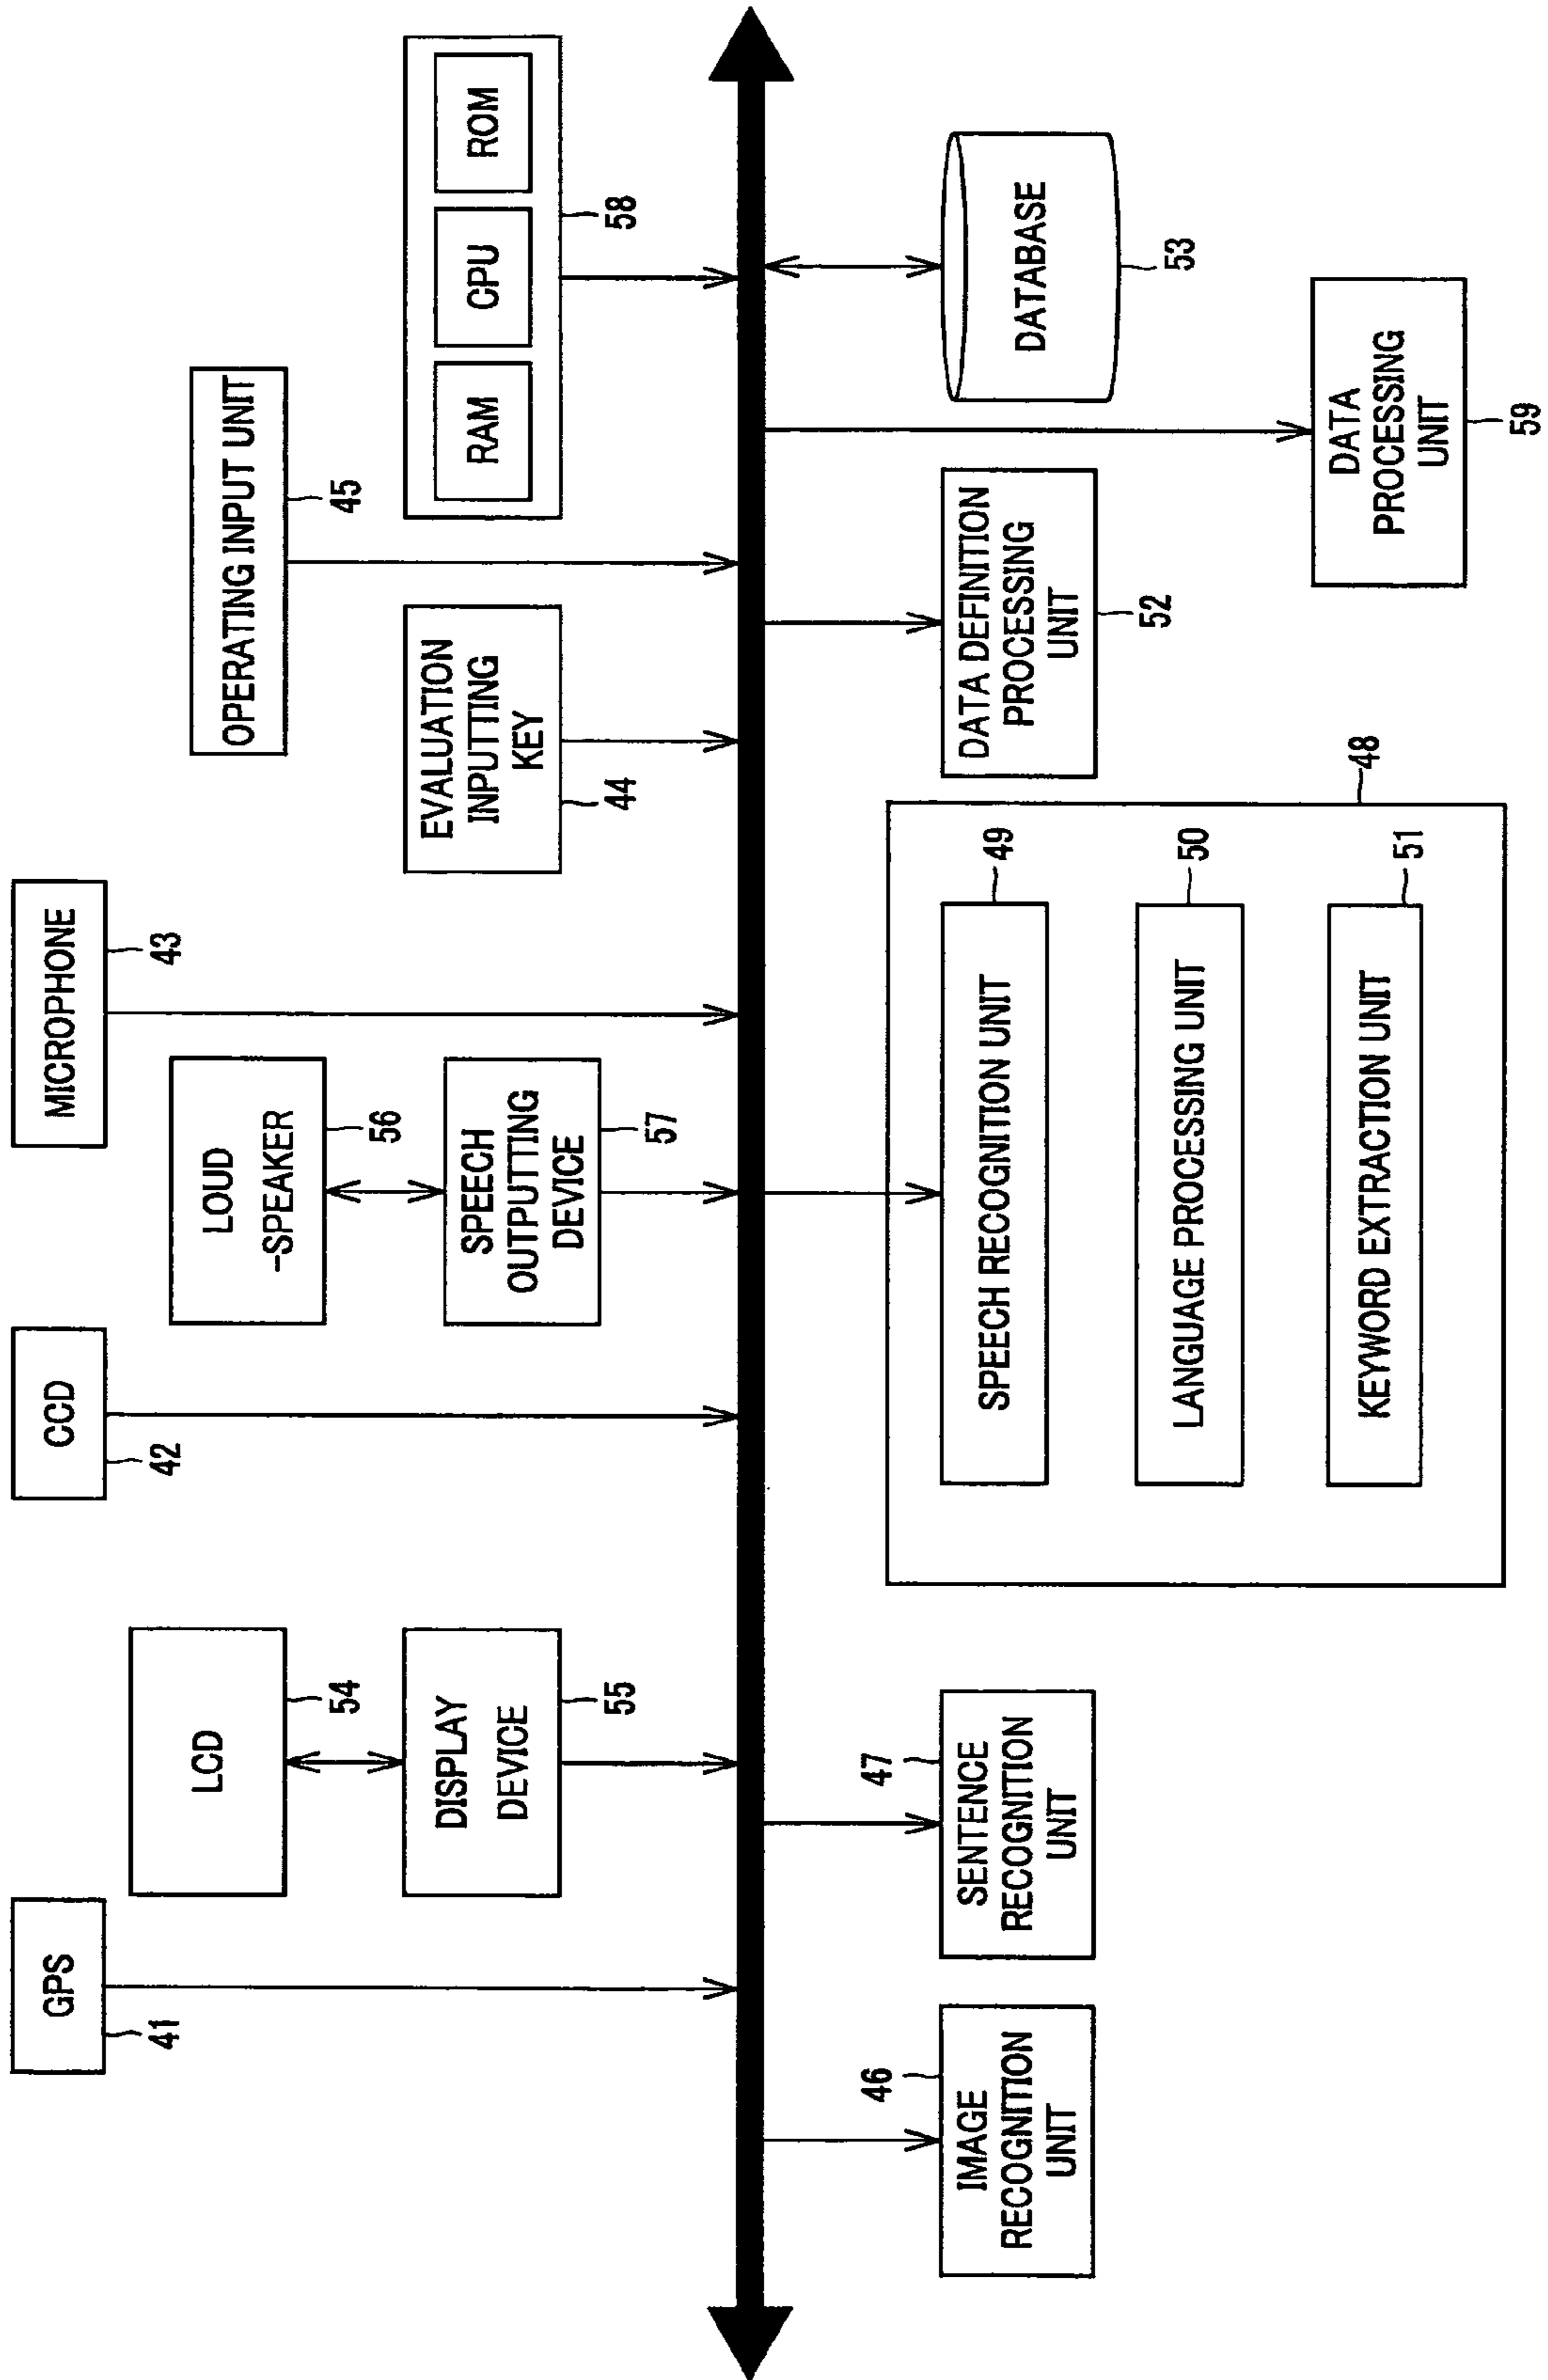 GPS
41
LCD
54
DISPLAY
DEVICE
55
CCD
42
LOUD
-SPEAKER
56
SPEECH
OUTPUTTING
DEVICE
57
MICROPHONE
43
EVALUATION
INPUTTING
KEY
44
OPERATING INPUT UNIT
45
RAM
CPU
ROM
58
IMAGE
RECOGNITION
UNIT
46
SENTENCE
RECOGNITION
UNIT
47
SPEECH RECOGNITION UNIT
49
LANGUAGE PROCESSING UNIT
50
KEYWORD EXTRACTION UNIT
51
48
DATA DEFINITION
PROCESSING
UNIT
52
DATABASE
53
DATA
PROCESSING
UNIT
59